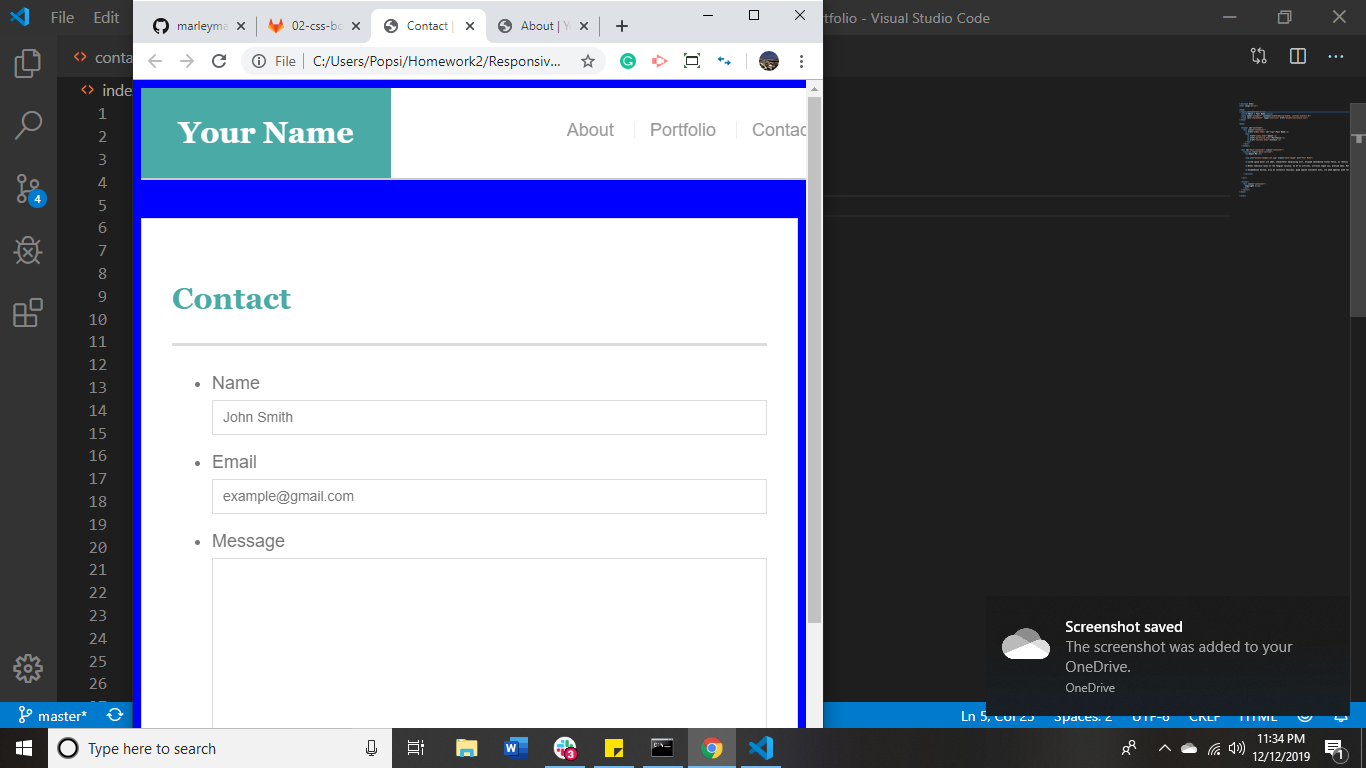 File Edit
marleyma
02-css-bo
Contact |
About | Y
rtfolio - Visual Studio Code
File
C:/Users/Popsi/Homework2/Responsiv...
conta
inde
1
2
3
4
5
6
7
8
9
10
11
12
13
14
15
16
17
18
19
20
21
22
23
24
25
26
4
Your Name
About
Portfolio
Contac
Contact
Name
John Smith
Email
example@gmail.com
Message
Screenshot saved
The screenshot was added to your
OneDrive.
OneDrive
master*
Ln 5, Col 23
Spaces: 2
UTF-8
CRLF
HTML
Type here to search
3
11:34 PM
12/12/2019
1